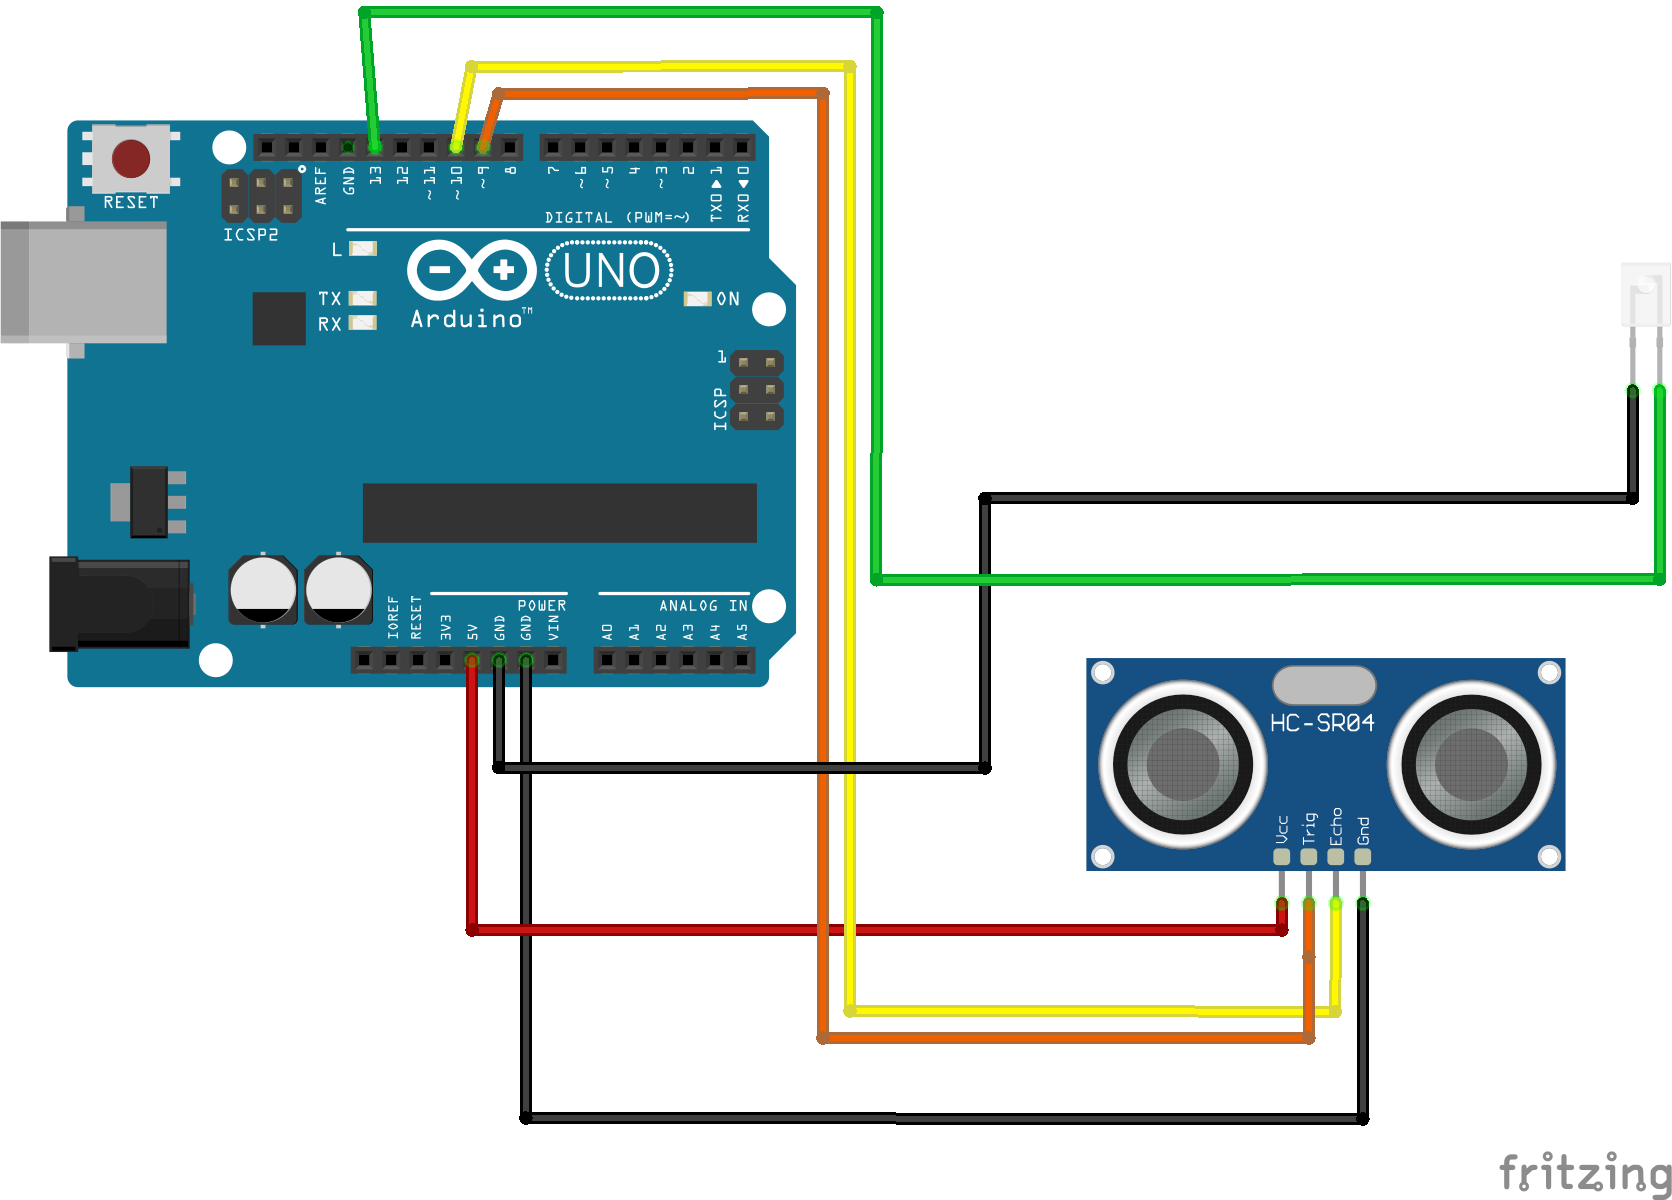 RESET
ICSP2
AREF
GND
13
12
~11
~10
~9
8
7
~6
~5
4
~3
2
TX0▶1
RX0◀0
DIGITAL (PWM=~)
L
TX
RX
UNO
Arduino™
ON
1
ICSP
IOREF
RESET
3V3
5V
GND
GND
VIN
POWER
ANALOG IN
A0
A1
A2
A3
A4
A5
HC-SR04
Vcc
Trig
Echo
Gnd
fritzing